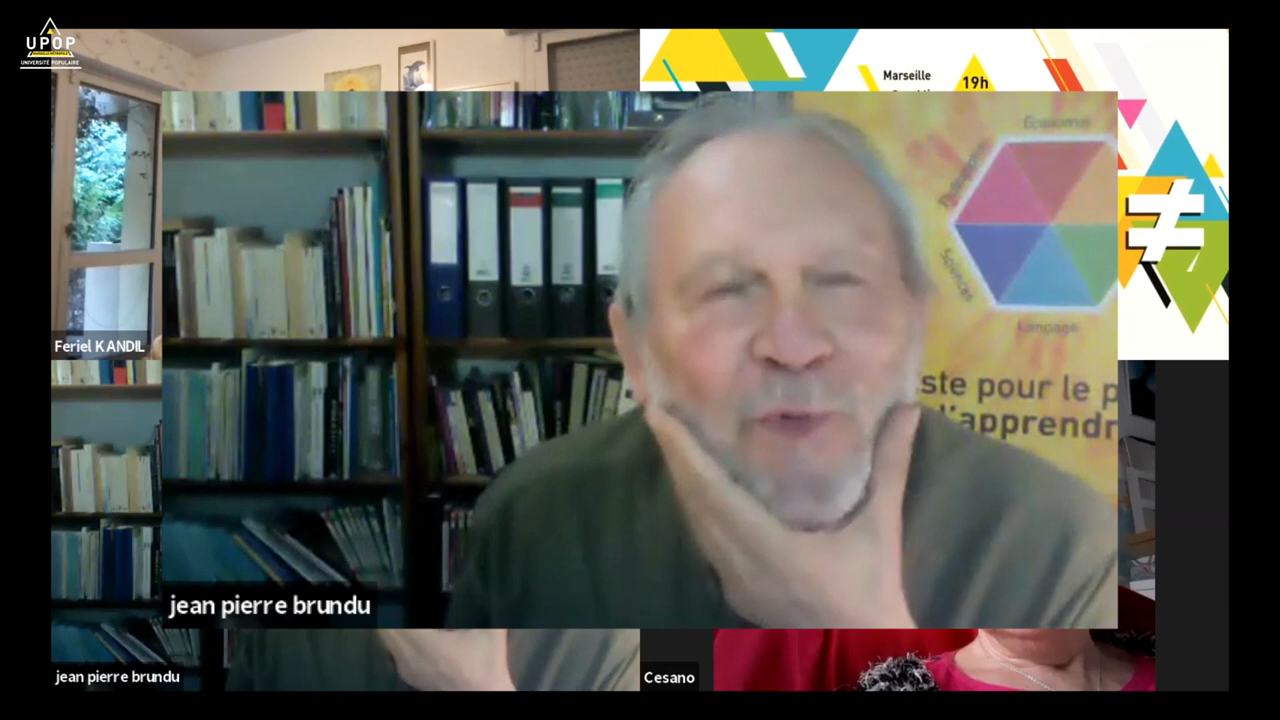 UPOP
UNIVERSITÉ POPULAIRE
Marseille
19h
Économie
Sciences
Langage
ste pour le p
d'apprendr
≠
Feriel KANDIL
jean pierre brundu
jean pierre brundu
Cesano